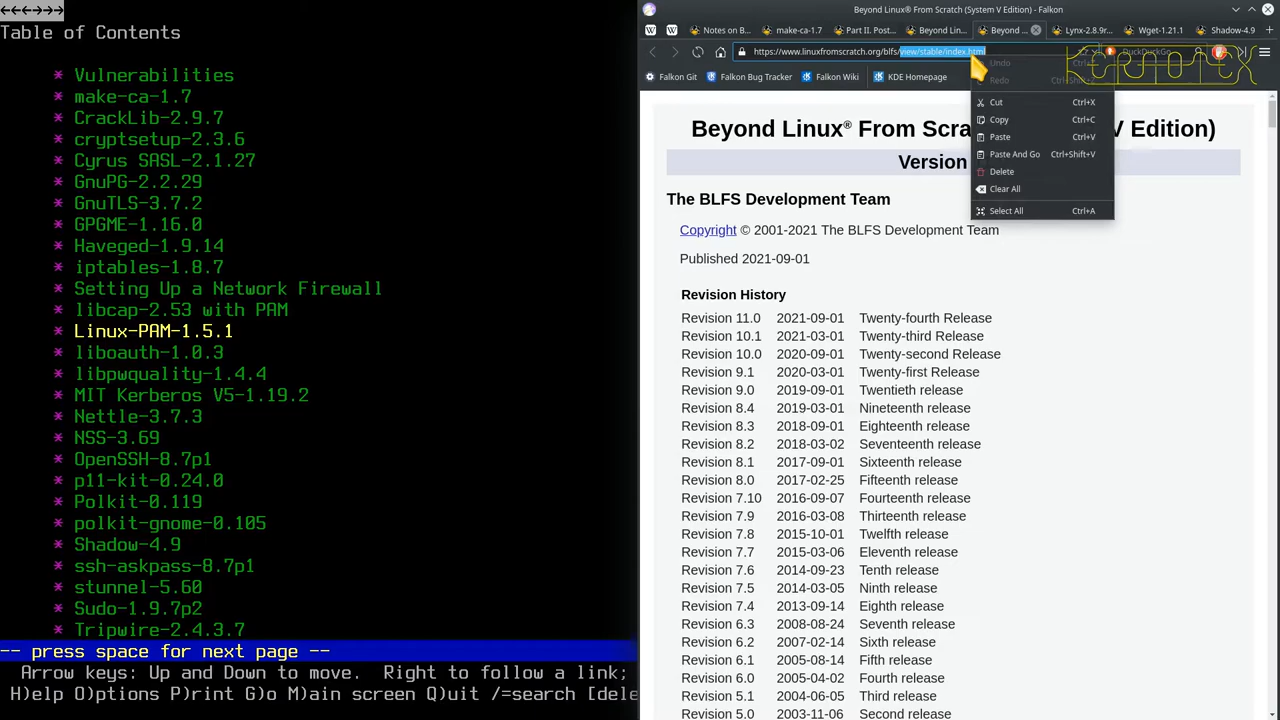 ←←←→→→
Table of Contents
* Vulnerabilities
* make-ca-1.7
* CrackLib-2.9.7
* cryptsetup-2.3.6
* Cyrus SASL-2.1.27
* GnuPG-2.2.29
* GnuTLS-3.7.2
* GPGME-1.16.0
* Haveged-1.9.14
* iptables-1.8.7
* Setting Up a Network Firewall
* libcap-2.53 with PAM
* Linux-PAM-1.5.1
* liboauth-1.0.3
* libpwquality-1.4.4
* MIT Kerberos V5-1.19.2
* Nettle-3.7.3
* NSS-3.69
* OpenSSH-8.7p1
* p11-kit-0.24.0
* Polkit-0.119
* polkit-gnome-0.105
* Shadow-4.9
* ssh-askpass-8.7p1
* stunnel-5.60
* Sudo-1.9.7p2
* Tripwire-2.4.3.7
-- press space for next page --
Arrow keys: Up and Down to move.  Right to follow a link;
H)elp O)ptions P)rint G)o M)ain screen Q)uit /=search [dele
Beyond Linux® From Scratch (System V Edition) - Falkon
Notes on B... make-ca-1.7 Part II. Post... Beyond Lin... Beyond ... Lynx-2.8.9r... Wget-1.21.1 Shadow-4.9
https://www.linuxfromscratch.org/blfs/view/stable/index.html DuckDuckGo
Falkon Git Falkon Bug Tracker Falkon Wiki KDE Homepage
Undo
Redo
Cut Ctrl+X
Copy Ctrl+C
Paste Ctrl+V
Paste And Go Ctrl+Shift+V
Delete
Clear All
Select All Ctrl+A
Beyond Linux® From Scra V Edition)
Version
The BLFS Development Team
Copyright © 2001-2021 The BLFS Development Team
Published 2021-09-01
Revision History
Revision 11.0 2021-09-01 Twenty-fourth Release
Revision 10.1 2021-03-01 Twenty-third Release
Revision 10.0 2020-09-01 Twenty-second Release
Revision 9.1 2020-03-01 Twenty-first Release
Revision 9.0 2019-09-01 Twentieth release
Revision 8.4 2019-03-01 Nineteenth release
Revision 8.3 2018-09-01 Eighteenth release
Revision 8.2 2018-03-02 Seventeenth release
Revision 8.1 2017-09-01 Sixteenth release
Revision 8.0 2017-02-25 Fifteenth release
Revision 7.10 2016-09-07 Fourteenth release
Revision 7.9 2016-03-08 Thirteenth release
Revision 7.8 2015-10-01 Twelfth release
Revision 7.7 2015-03-06 Eleventh release
Revision 7.6 2014-09-23 Tenth release
Revision 7.5 2014-03-05 Ninth release
Revision 7.4 2013-09-14 Eighth release
Revision 6.3 2008-08-24 Seventh release
Revision 6.2 2007-02-14 Sixth release
Revision 6.1 2005-08-14 Fifth release
Revision 6.0 2005-04-02 Fourth release
Revision 5.1 2004-06-05 Third release
Revision 5.0 2003-11-06 Second release